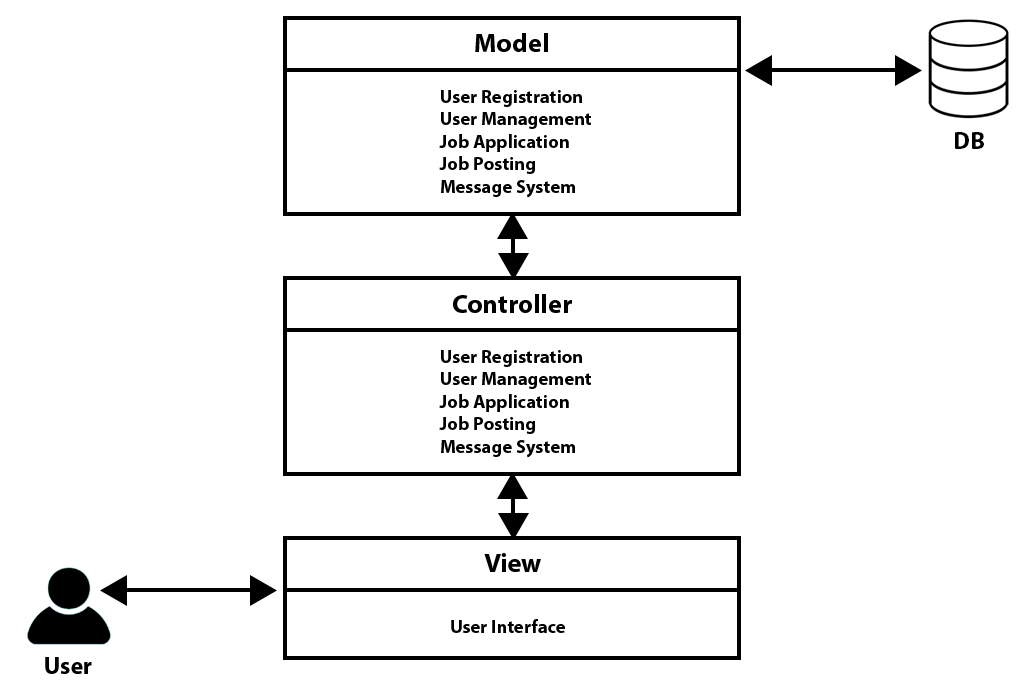 Model
User Registration
User Management
Job Application
Job Posting
Message System
DB
Controller
User Registration
User Management
Job Application
Job Posting
Message System
View
User Interface
User